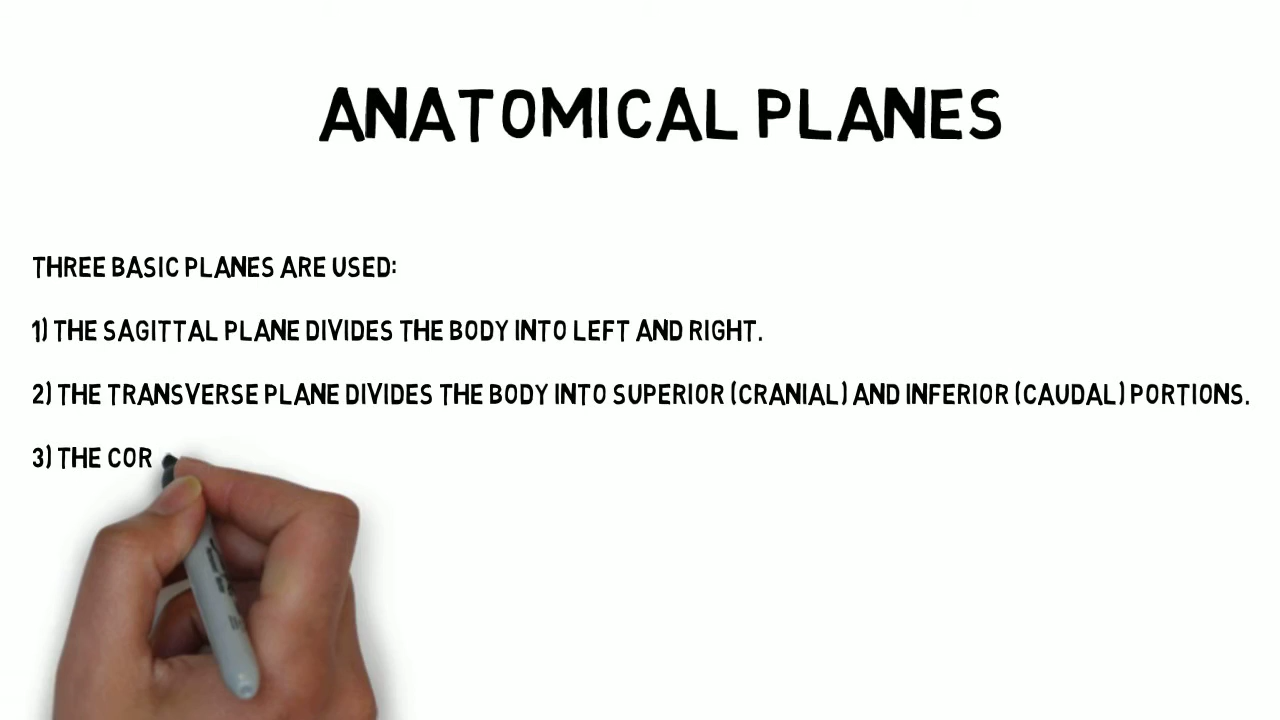 ANATOMICAL PLANES
THREE BASIC PLANES ARE USED:
1) THE SAGITTAL PLANE DIVIDES THE BODY INTO LEFT AND RIGHT.
2) THE TRANSVERSE PLANE DIVIDES THE BODY INTO SUPERIOR (CRANIAL) AND INFERIOR (CAUDAL) PORTIONS.
3) THE COR